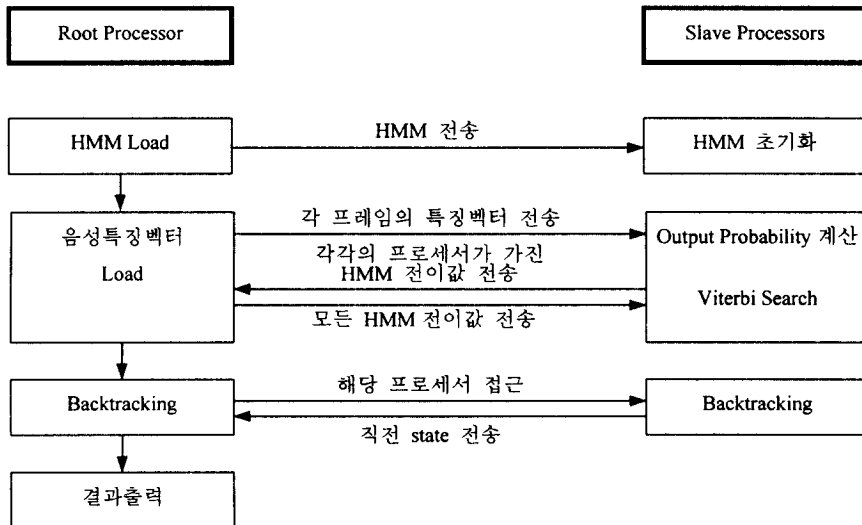 Root Processor
Slave Processors
HMM Load
HMM 전송
HMM 초기화
음성특징벡터
Load
각 프레임의 특징벡터 전송
각각의 프로세서가 가진
HMM 전이값 전송
모든 HMM 전이값 전송
Output Probability 계산
Viterbi Search
Backtracking
해당 프로세서 접근
직전 state 전송
Backtracking
결과출력